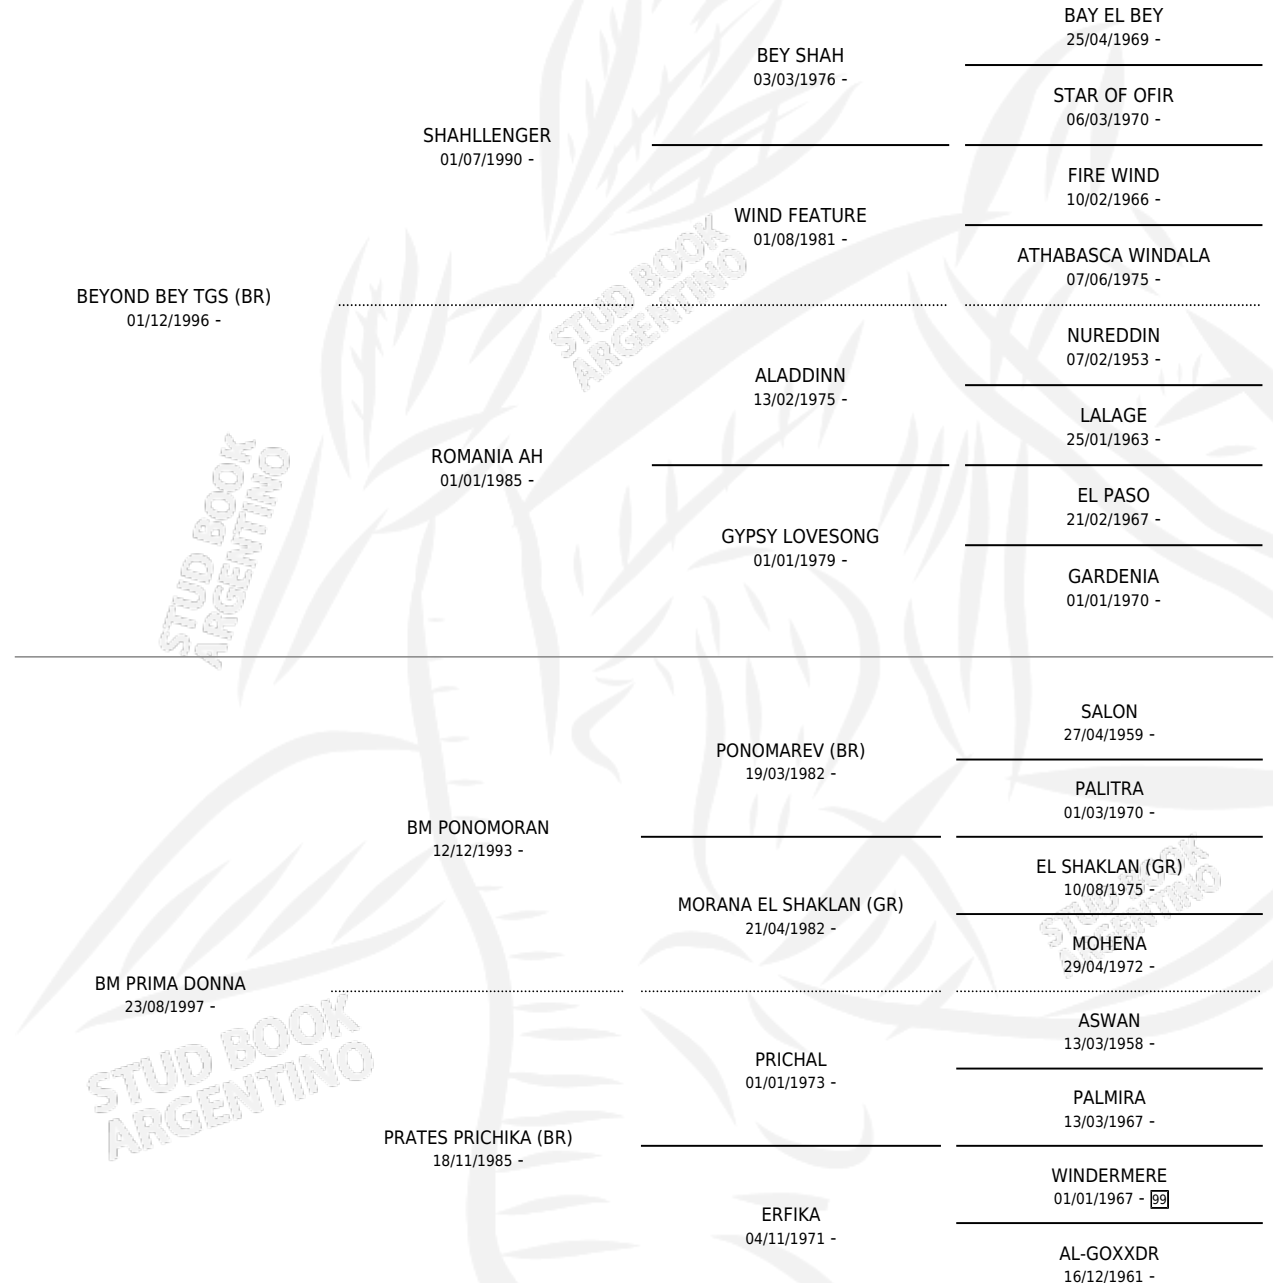 BAY EL BEY
25/04/1969 -
BEY SHAH
03/03/1976 -
STAR OF OFIR
06/03/1970 -
SHAHLLENGER
01/07/1990 -
FIRE WIND
10/02/1966 -
WIND FEATURE
01/08/1981 -
ATHABASCA WINDALA
07/06/1975 -
BEYOND BEY TGS (BR)
01/12/1996 -
STUD BOOK
ARGENTINO
NUREDDIN
07/02/1953 -
ALADDINN
13/02/1975 -
LALAGE
25/01/1963 -
ROMANIA AH
01/01/1985 -
EL PASO
21/02/1967 -
GYPSY LOVESONG
01/01/1979 -
GARDENIA
01/01/1970 -
STUD BOOK
ARGENTINO
SALON
27/04/1959 -
PONOMAREV (BR)
19/03/1982 -
PALITRA
01/03/1970 -
BM PONOMORAN
12/12/1993 -
EL SHAKLAN (GR)
10/08/1975 -
MORANA EL SHAKLAN (GR)
21/04/1982 -
STUD BOOK
ARGENTINO
MOHENA
29/04/1972 -
BM PRIMA DONNA
23/08/1997 -
ASWAN
13/03/1958 -
PRICHAL
01/01/1973 -
STUD BOOK
ARGENTINO
PALMIRA
13/03/1967 -
PRATES PRICHIKA (BR)
18/11/1985 -
WINDERMERE
01/01/1967 - 99
ERFIKA
04/11/1971 -
AL-GOXXDR
16/12/1961 -